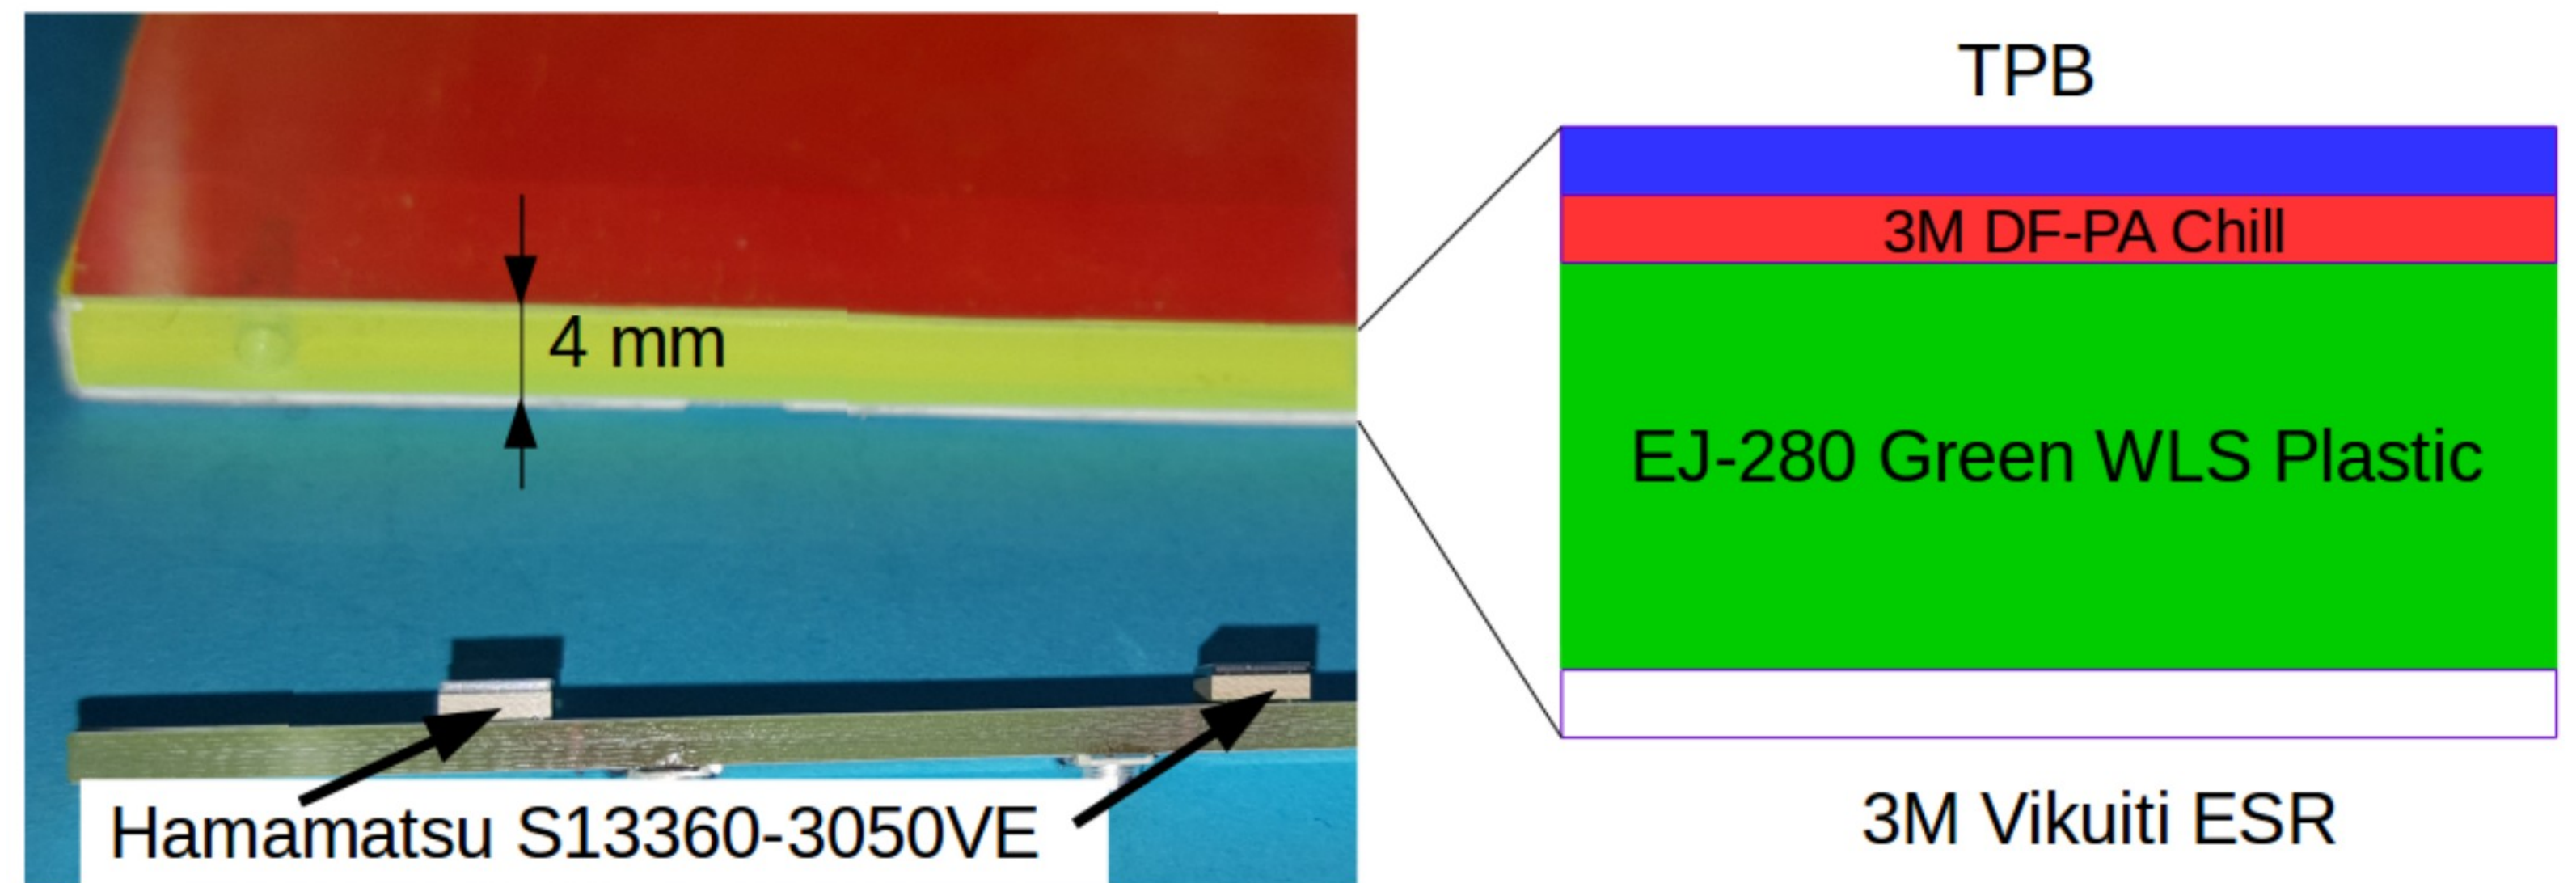 4 mm
Hamamatsu S13360-3050VE
TPB
3M DF-PA Chill
EJ-280 Green WLS Plastic
3M Vikuiti ESR